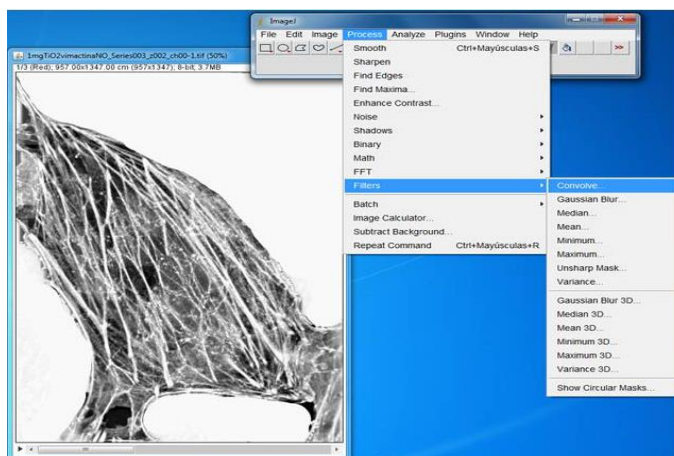 ImageJ
File Edit Image Process Analyze Plugins Window Help
>>
1mgTiO2vimactinaNO_Series003_z002_ch00-1.tif (50%)
1/3 (Red); 957.00x1347.00 cm (957x1347); 8-bit; 3.7MB
Smooth Ctrl+Mayúsculas+S
Sharpen
Find Edges
Find Maxima...
Enhance Contrast...
Noise
Shadows
Binary
Math
FFT
Filters
Batch
Image Calculator...
Subtract Background...
Repeat Command Ctrl+Mayúsculas+R
Convolve...
Gaussian Blur...
Median...
Mean...
Minimum...
Maximum...
Unsharp Mask...
Variance...
Gaussian Blur 3D...
Median 3D...
Mean 3D...
Minimum 3D...
Maximum 3D...
Variance 3D...
Show Circular Masks...